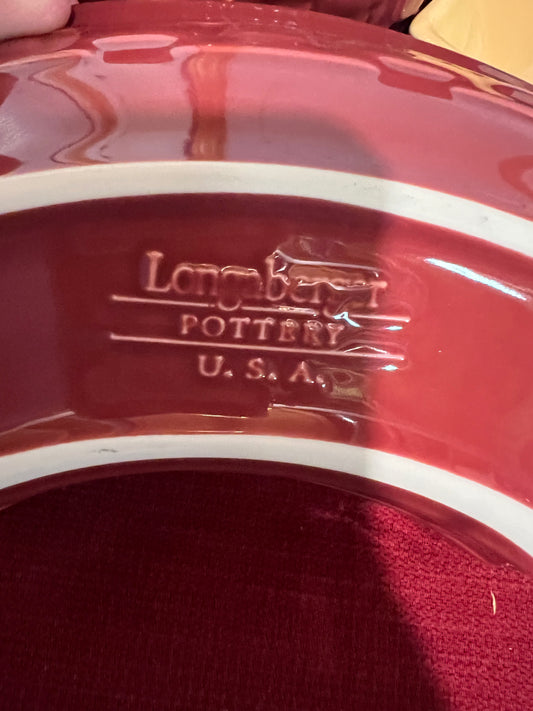 Longaberger
POTTERY
U. S. A.